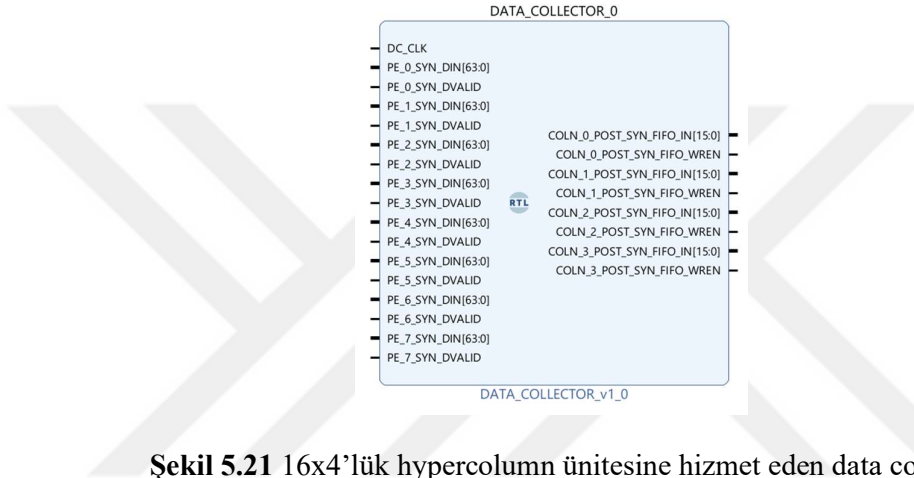 DATA_COLLECTOR_0
DC_CLK
PE_0_SYN_DIN[63:0]
PE_0_SYN_DVALID
PE_1_SYN_DIN[63:0]
PE_1_SYN_DVALID
PE_2_SYN_DIN[63:0]
PE_2_SYN_DVALID
PE_3_SYN_DIN[63:0]
PE_3_SYN_DVALID
PE_4_SYN_DIN[63:0]
PE_4_SYN_DVALID
PE_5_SYN_DIN[63:0]
PE_5_SYN_DVALID
PE_6_SYN_DIN[63:0]
PE_6_SYN_DVALID
PE_7_SYN_DIN[63:0]
PE_7_SYN_DVALID
RTL
COLN_0_POST_SYN_FIFO_IN[15:0]
COLN_0_POST_SYN_FIFO_WREN
COLN_1_POST_SYN_FIFO_IN[15:0]
COLN_1_POST_SYN_FIFO_WREN
COLN_2_POST_SYN_FIFO_IN[15:0]
COLN_2_POST_SYN_FIFO_WREN
COLN_3_POST_SYN_FIFO_IN[15:0]
COLN_3_POST_SYN_FIFO_WREN
DATA_COLLECTOR_v1_0
Şekil 5.21 16x4’lük hypercolumn ünitesine hizmet eden data co